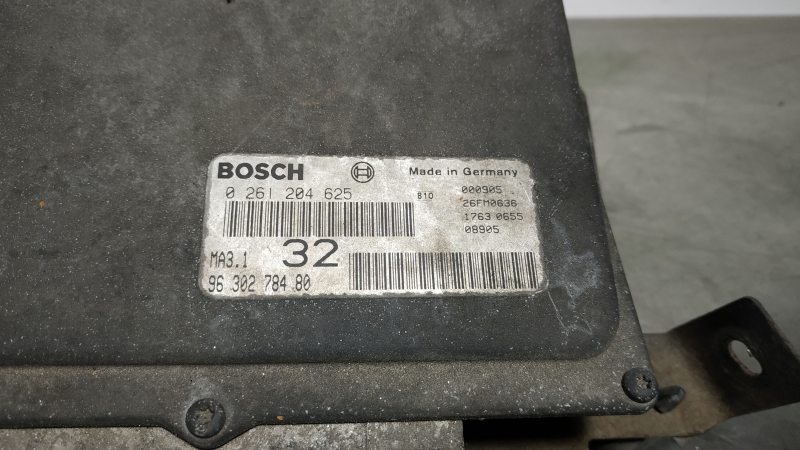 BOSCH
Made in Germany
0 261 204 625
B10
000905
26FM0636
1763 0655
08905
MA3.1
32
96 302 784 80